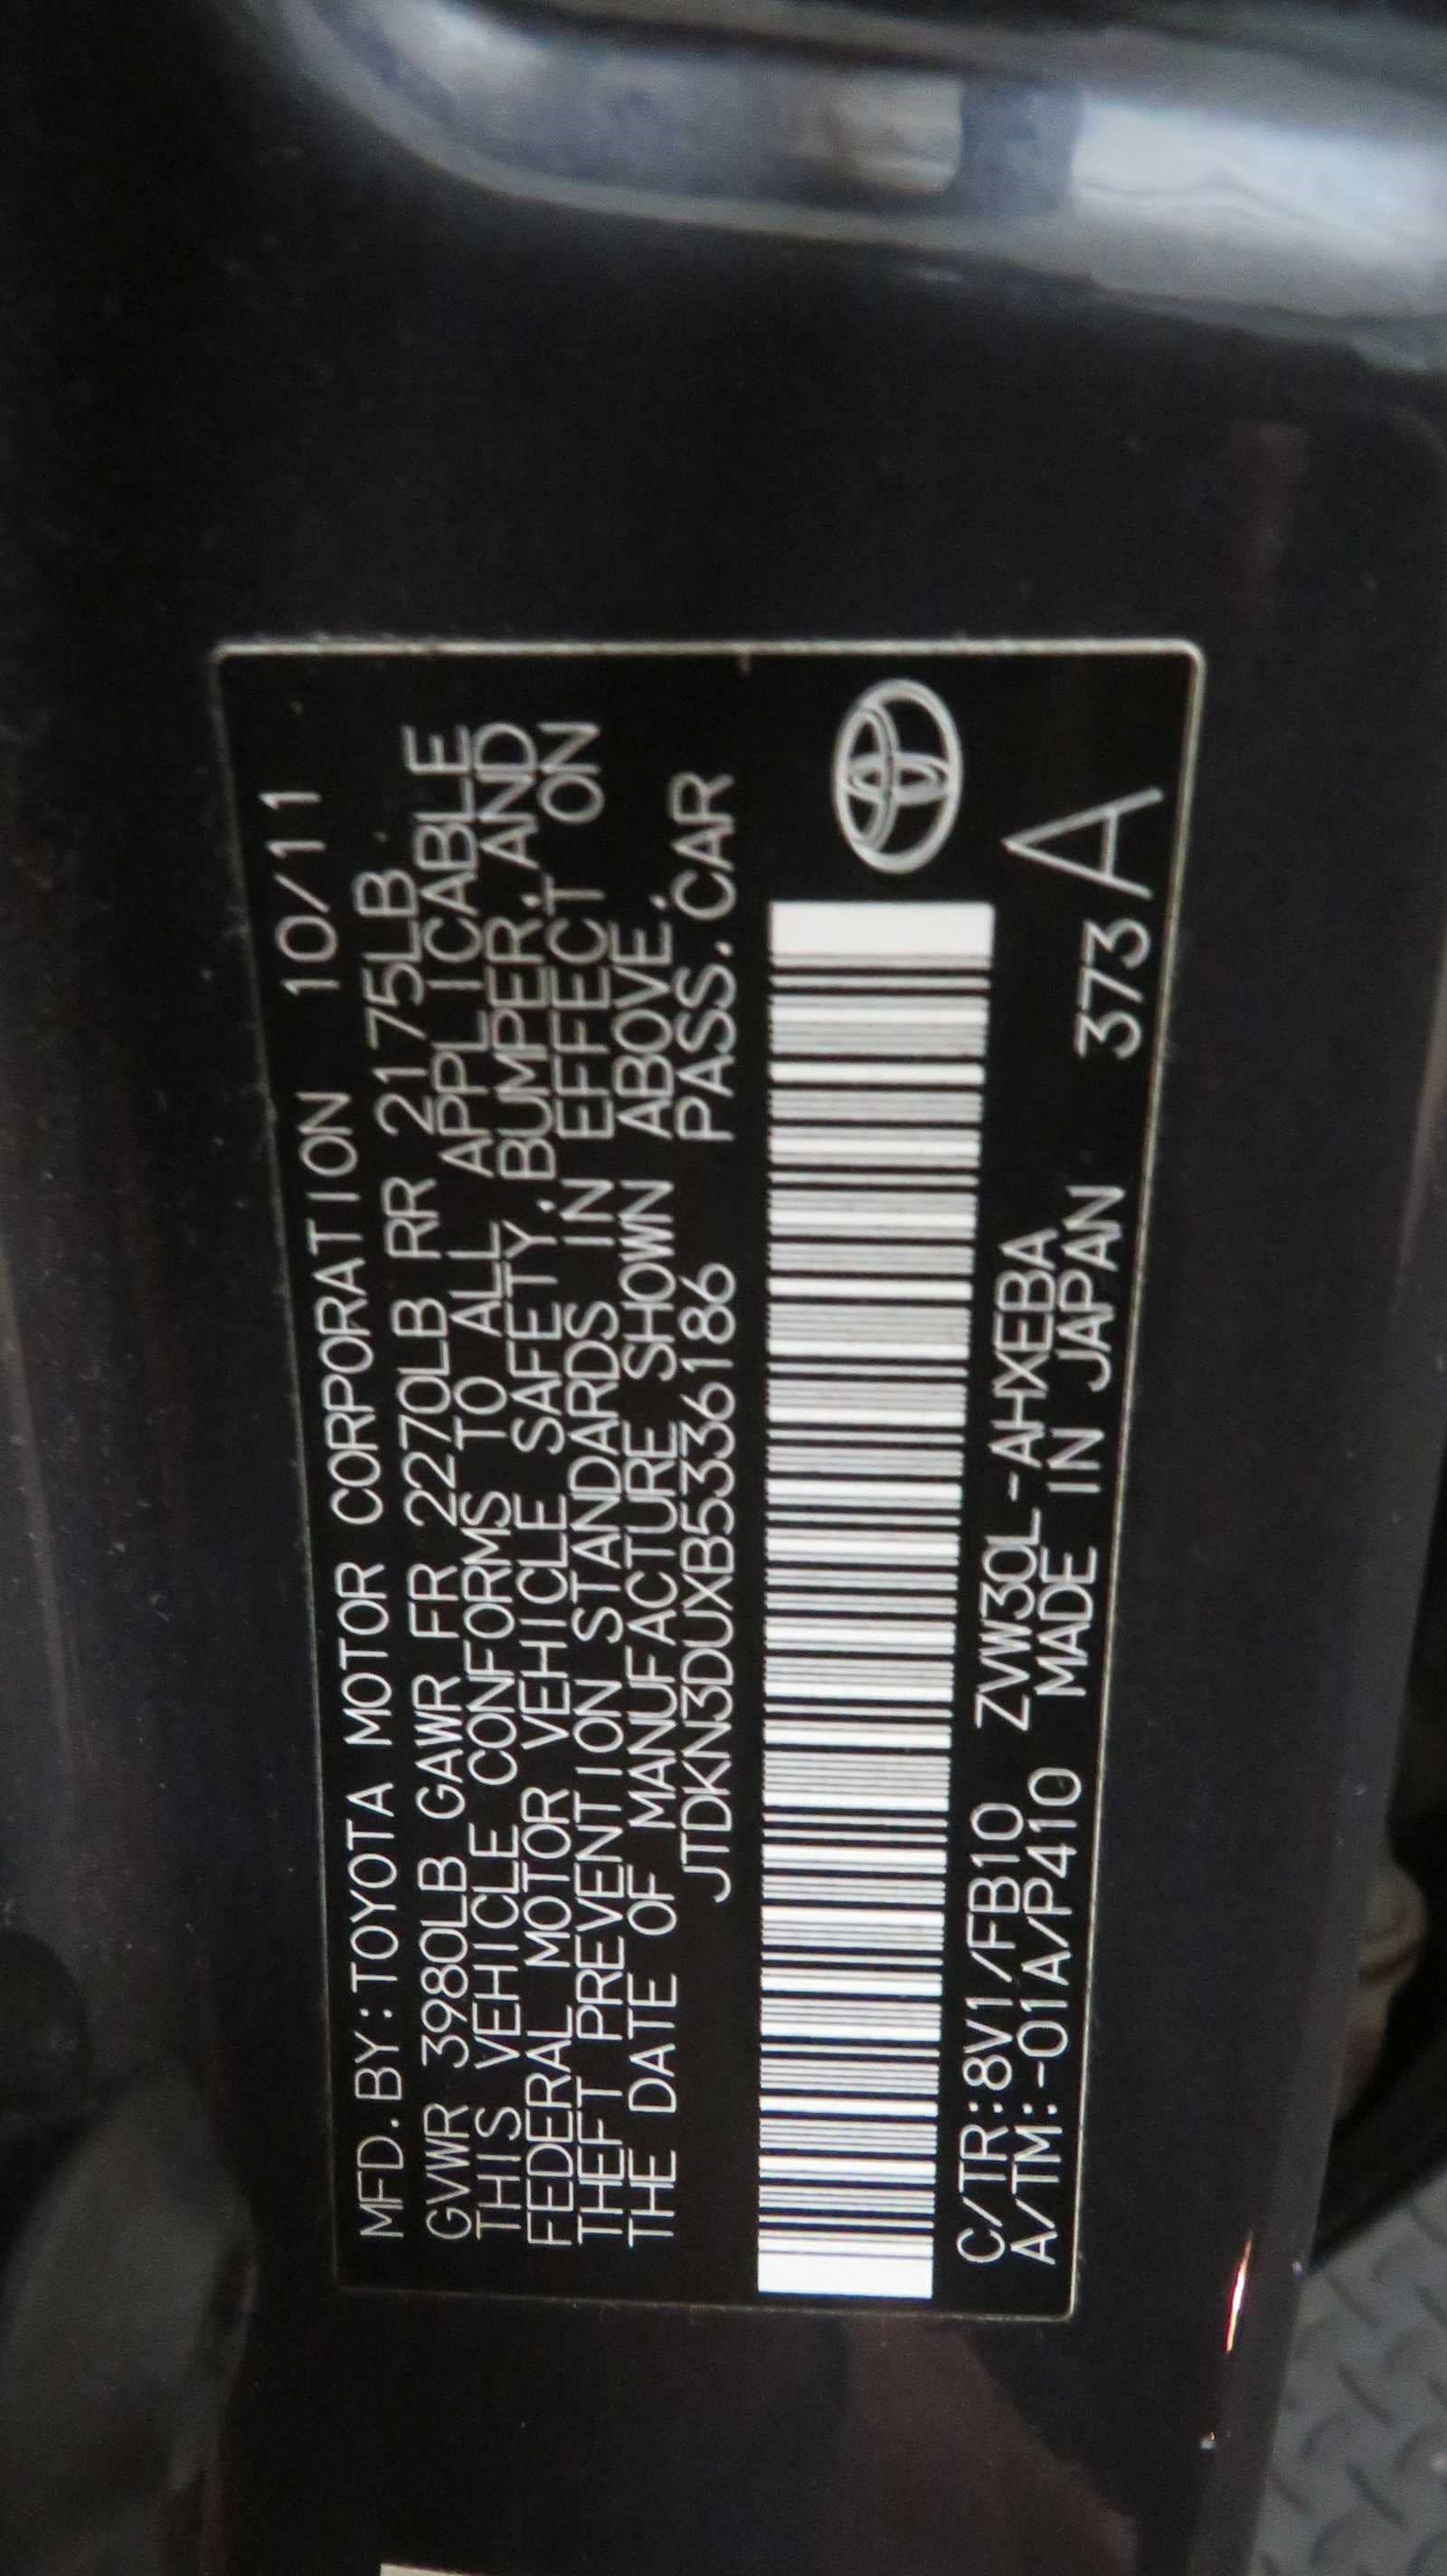 MFD.BY:TOYOTA MOTOR CORPORATION 10/11
GVWR 3980LB GAWR FR 2270LB RR 2175LB
THIS VEHICLE CONFORMS TO ALL APPLICABLE
FEDERAL MOTOR VEHICLE SAFETY,BUMPER,AND
THEFT PREVENTION STANDARDS IN EFFECT ON
THE DATE OF MANUFACTURE SHOWN ABOVE.
JTDKN3DUXB5336186 PASS.CAR
C/TR:8V1/FB10 ZVW30L-AHXEBA
A/TM:-01A/P410 MADE IN JAPAN 373 A